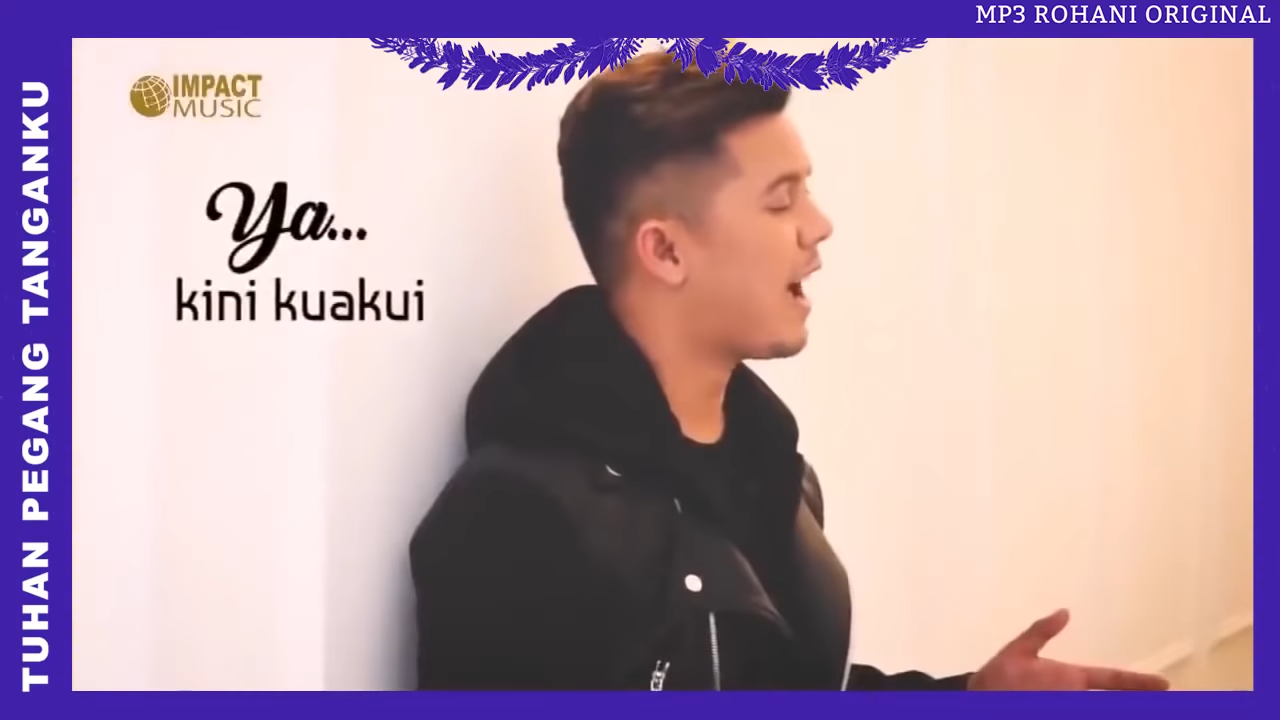 MP3 ROHANI ORIGINAL
IMPACT
MUSIC
Ya...
kini kuakui
TUHAN PEGANG TANGANKU